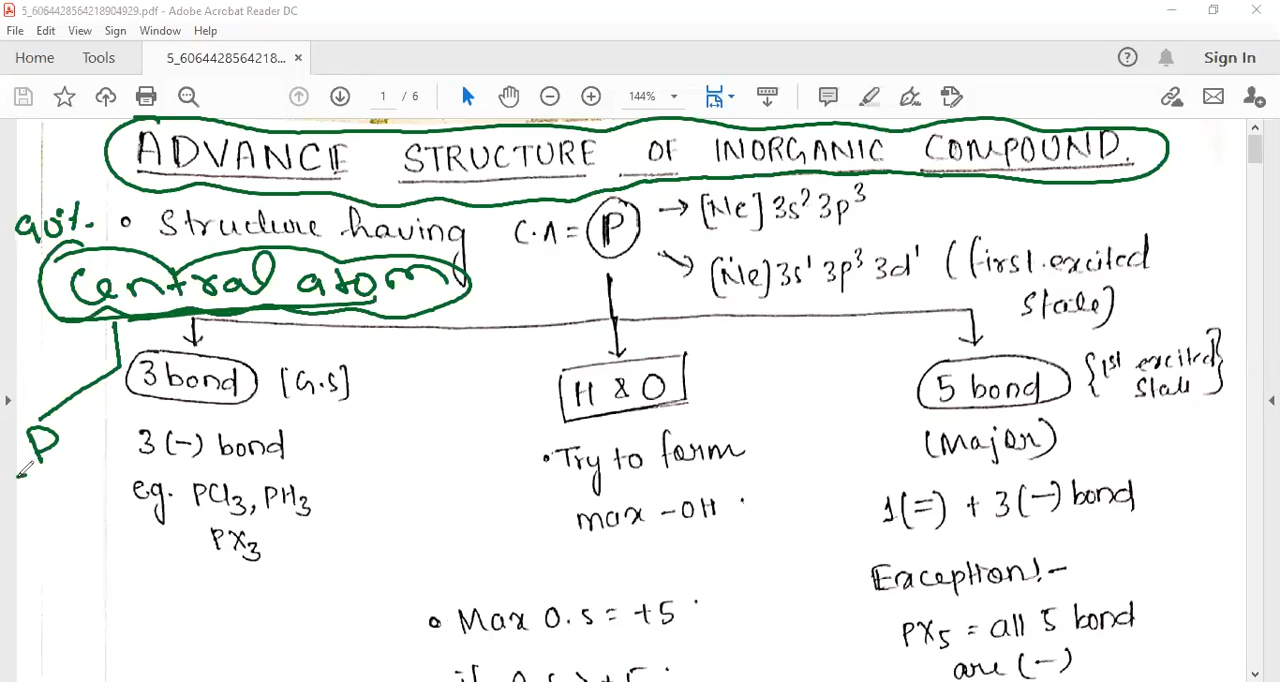 5_6064428564218904929.pdf - Adobe Acrobat Reader DC
File Edit View Sign Window Help
Home Tools 5_6064428564218... × Sign In
1 / 6 144%
ADVANCE STRUCTURE OF INORGANIC COMPOUND.
90%. • Structure having C.A = P → [Ne] 3s² 3p³
Central atom → [Ne] 3s¹ 3p³ 3d¹ (first.excited
State)
3 bond [G.S] H & O 5 bond {1st excited
State}
P 3 (-) bond • Try to form (Major)
eg. PCl₃, PH₃ max -OH 1(=) + 3(-) bond
PX₃
Exception:-
• Max O.S = +5 PX₅ = all 5 bond
are (-)